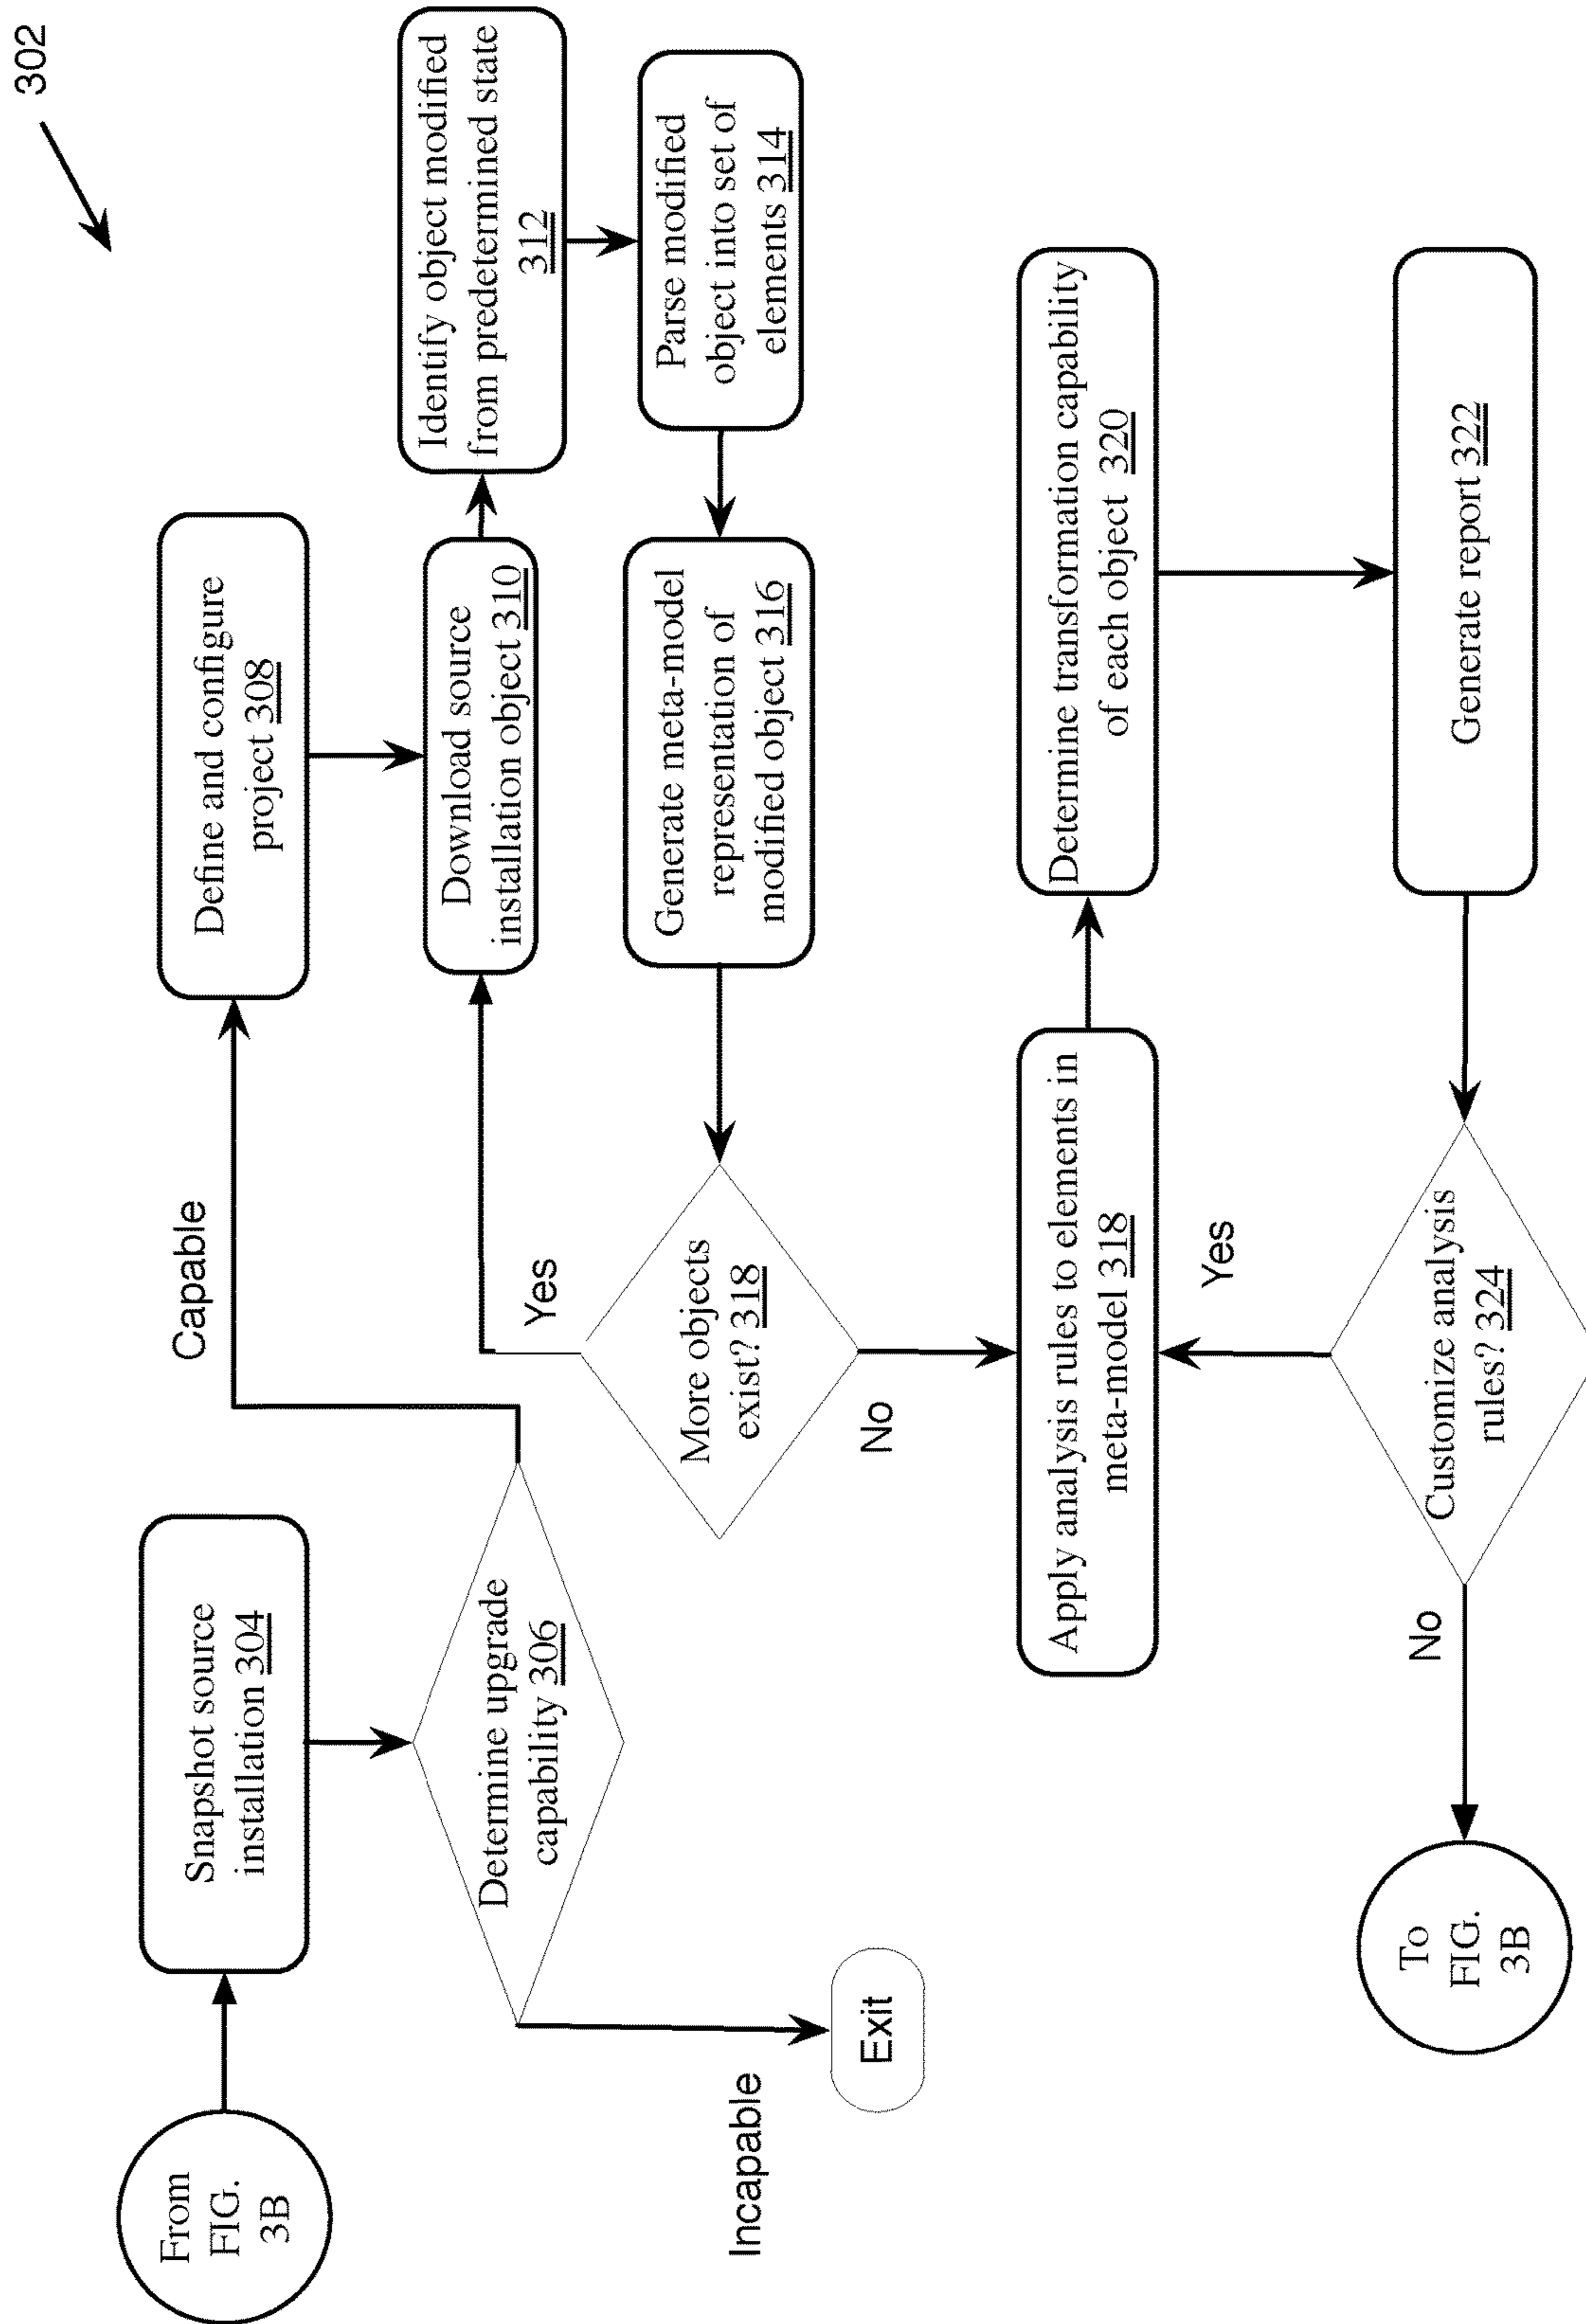 302
From
FIG.
3B
Snapshot source
installation 304
Determine upgrade
capability 306
Incapable
Exit
Capable
Define and configure
project 308
Download source
installation object 310
Identify object modified
from predetermined state
312
Parse modified
object into set of
elements 314
Generate meta-model
representation of
modified object 316
More objects
exist? 318
Yes
No
Apply analysis rules to elements in
meta-model 318
Determine transformation capability
of each object 320
Generate report 322
Customize analysis
rules? 324
Yes
No
To
FIG.
3B